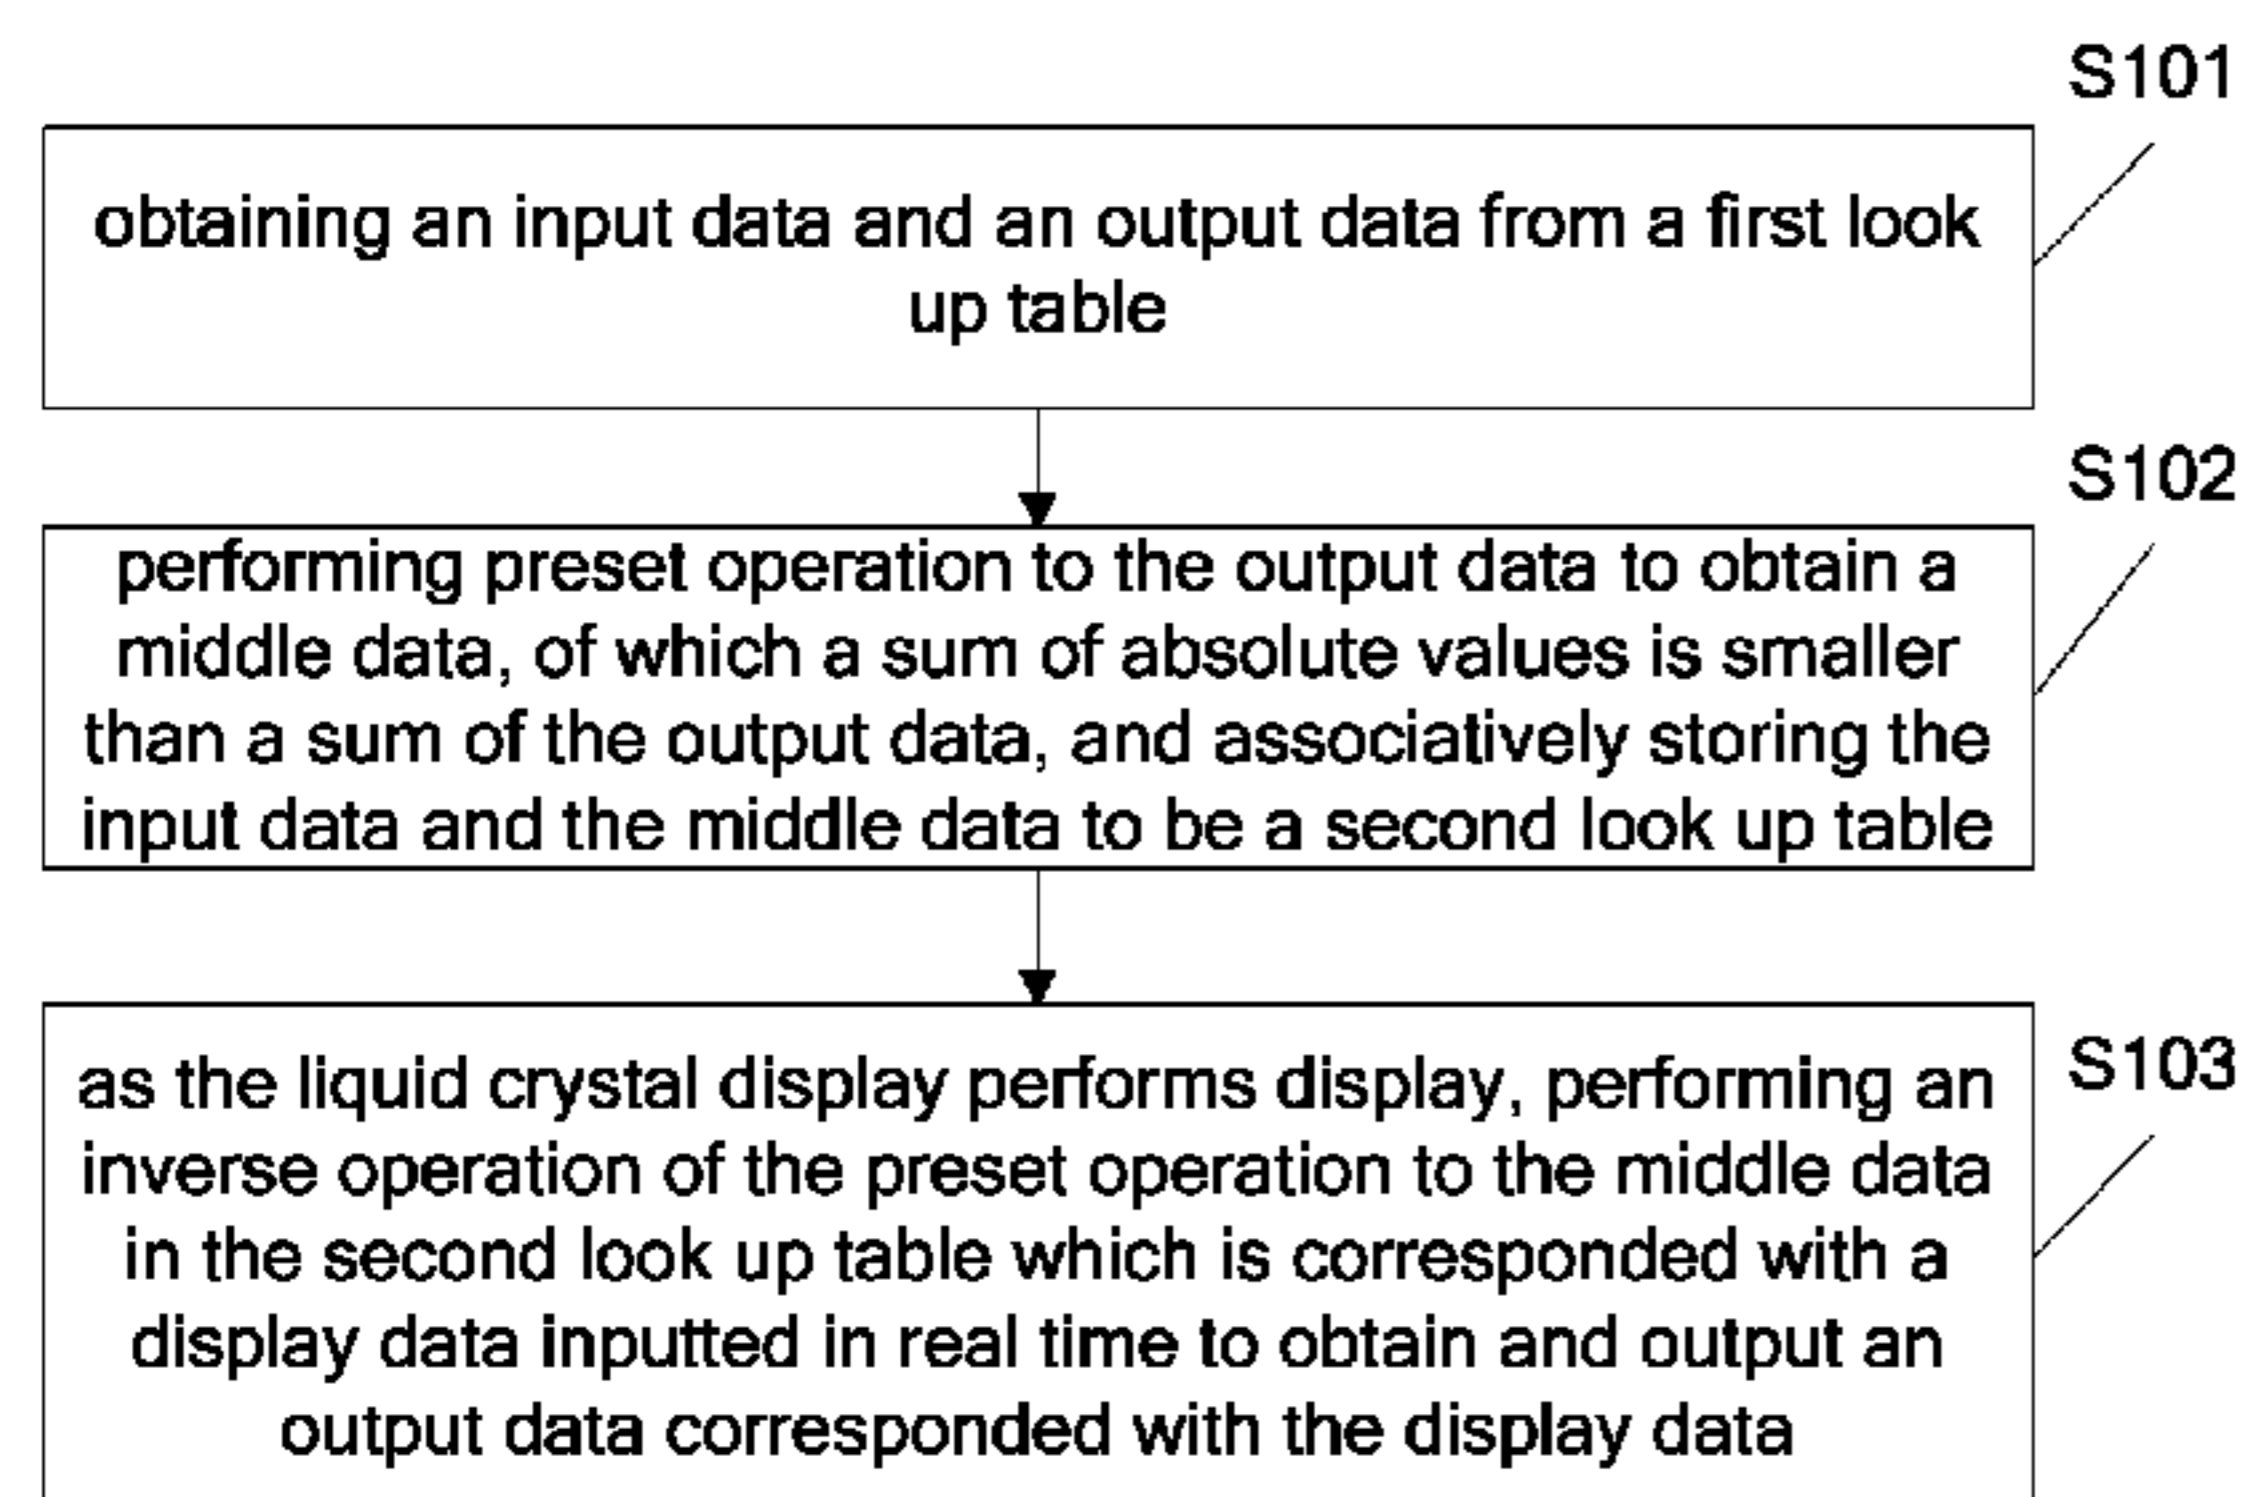 S101
obtaining an input data and an output data from a first look
up table
S102
performing preset operation to the output data to obtain a
middle data, of which a sum of absolute values is smaller
than a sum of the output data, and associatively storing the
input data and the middle data to be a second look up table
S103
as the liquid crystal display performs display, performing an
inverse operation of the preset operation to the middle data
in the second look up table which is corresponded with a
display data inputted in real time to obtain and output an
output data corresponded with the display data